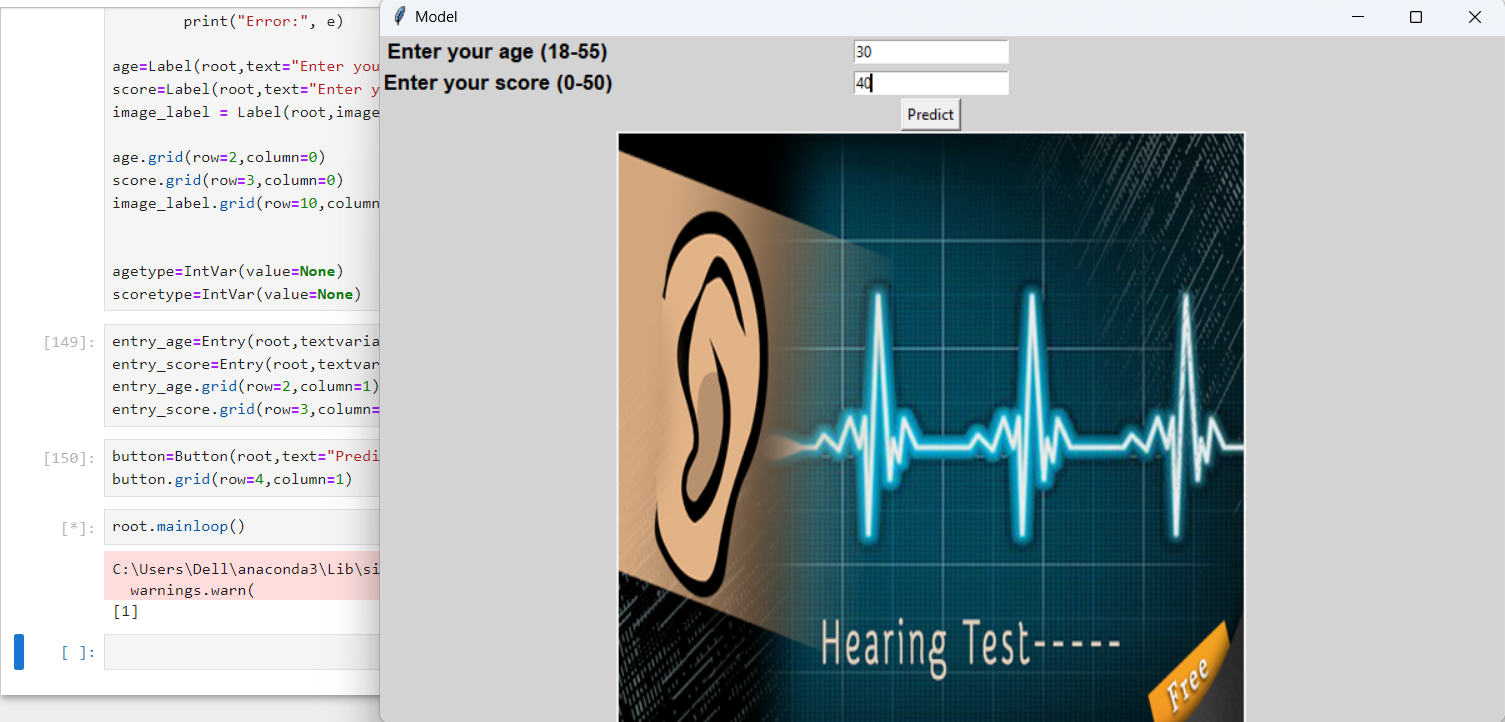 print("Error:", e)
age=Label(root,text="Enter you
score=Label(root,text="Enter y
image_label = Label(root,image
age.grid(row=2,column=0)
score.grid(row=3,column=0)
image_label.grid(row=10,column
agetype=IntVar(value=None)
scoretype=IntVar(value=None)
[149]:
entry_age=Entry(root,textvaria
entry_score=Entry(root,textvar
entry_age.grid(row=2,column=1)
entry_score.grid(row=3,column=
[150]:
button=Button(root,text="Predi
button.grid(row=4,column=1)
[*]:
root.mainloop()
C:\Users\Dell\anaconda3\Lib\si
warnings.warn(
[1]
[ ]:
Model
Enter your age (18-55)
30
Enter your score (0-50)
40
Predict
Hearing Test-----
Free